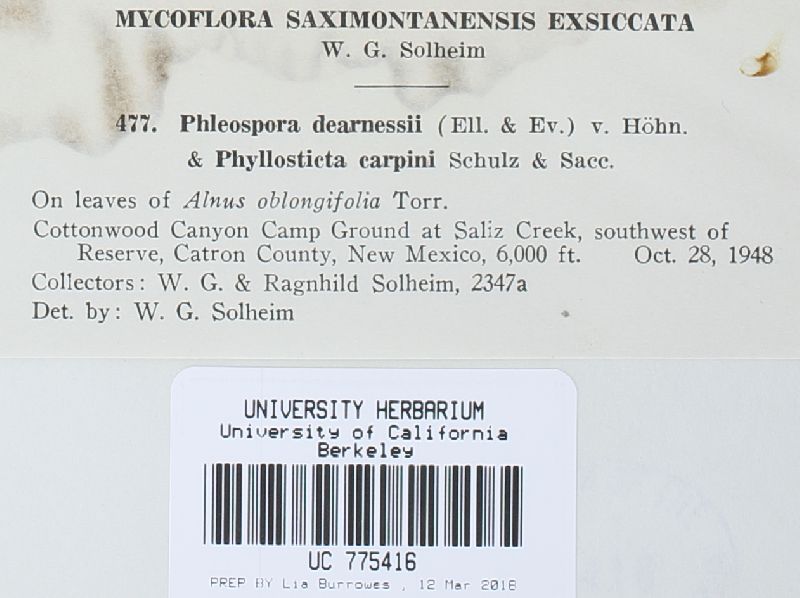 MYCOFLORA SAXIMONTANENSIS EXSICCATA
W. G. Solheim
477. Phleospora dearnessii (Ell. & Ev.) v. Höhn.
& Phyllosticta carpini Schulz & Sacc.
On leaves of Alnus oblongifolia Torr.
Cottonwood Canyon Camp Ground at Saliz Creek, southwest of
Reserve, Catron County, New Mexico, 6,000 ft. Oct. 28, 1948
Collectors: W. G. & Ragnhild Solheim, 2347a
Det. by: W. G. Solheim
UNIVERSITY HERBARIUM
University of California
Berkeley
UC 775416
PREP BY Lia Burrowes , 12 Mar 2018